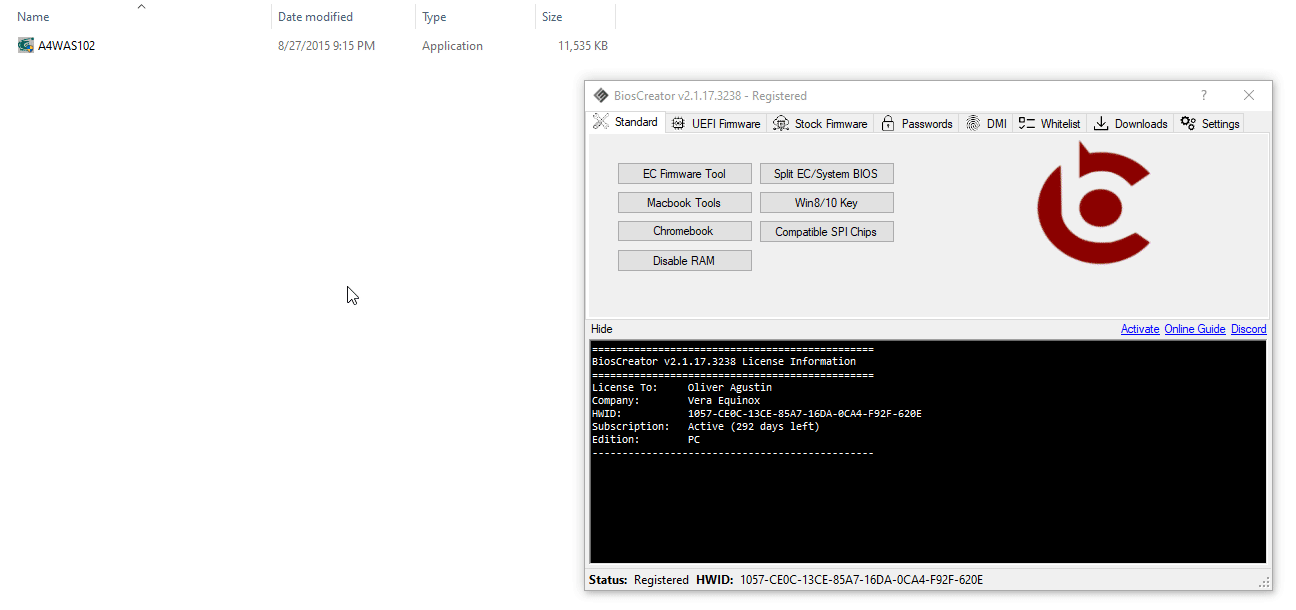 Name Date modified Type Size
A4WAS102 8/27/2015 9:15 PM Application 11,535 KB
BiosCreator v2.1.17.3238 - Registered ?
Standard UEFI Firmware Stock Firmware Passwords DMI Whitelist Downloads Settings
EC Firmware Tool Split EC/System BIOS
Macbook Tools Win8/10 Key
Chromebook Compatible SPI Chips
Disable RAM
Hide Activate Online Guide Discord
===============================================
BiosCreator v2.1.17.3238 License Information
===============================================
License To: Oliver Agustin
Company: Vera Equinox
HWID: 1057-CE0C-13CE-85A7-16DA-0CA4-F92F-620E
Subscription: Active (292 days left)
Edition: PC
-----------------------------------------------
Status: Registered HWID: 1057-CE0C-13CE-85A7-16DA-0CA4-F92F-620E